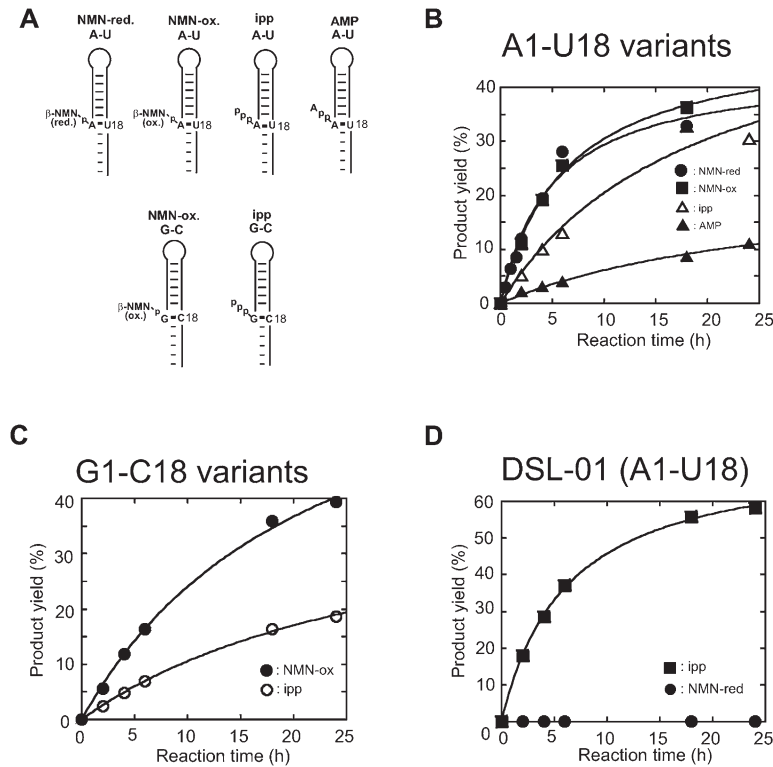 A
NMN-red. NMN-ox. ipp AMP
A-U A-U A-U A-U
β-NMN (red.) p A U 18
β-NMN (ox.) p A U 18
p p p A U 18
A p p A U 18
NMN-ox. ipp
G-C G-C
β-NMN (ox.) p G C 18
p p p G C 18
B
A1-U18 variants
Product yield (%)
40
30
20
10
0
● : NMN-red
■ : NMN-ox
△ : ipp
▲ : AMP
0 5 10 15 20 25
Reaction time (h)
C
G1-C18 variants
Product yield (%)
40
30
20
10
0
● : NMN-ox
○ : ipp
0 5 10 15 20 25
Reaction time (h)
D
DSL-01 (A1-U18)
Product yield (%)
60
50
40
30
20
10
0
■ : ipp
● : NMN-red
0 5 10 15 20 25
Reaction time (h)